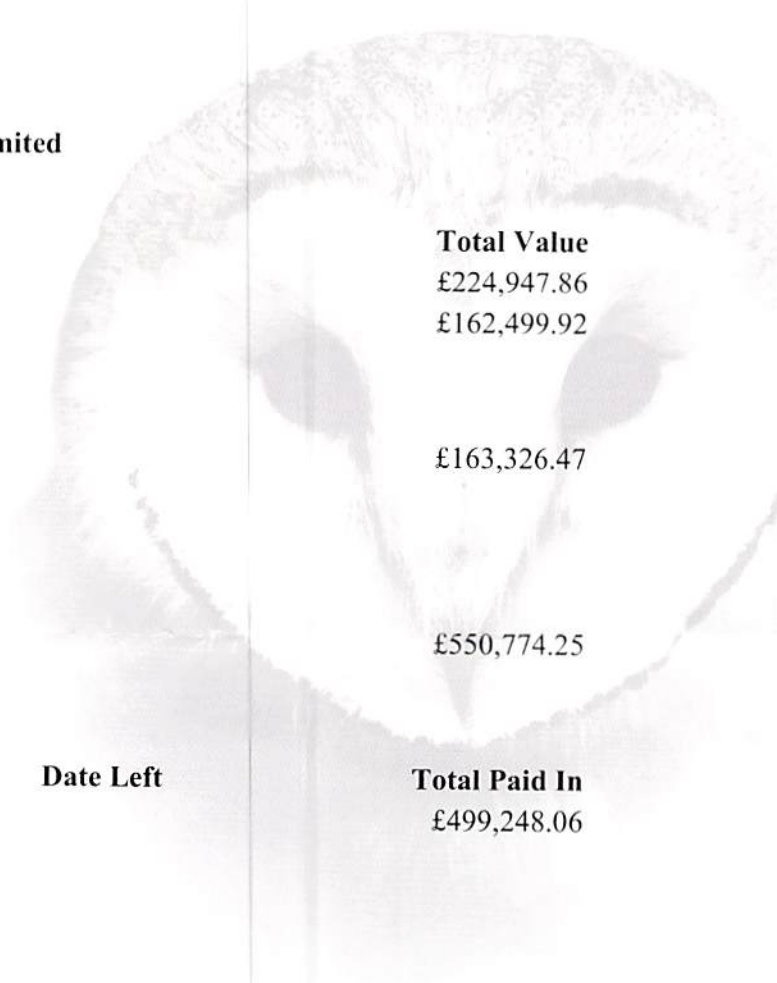 mited
Total Value
£224,947.86
£162,499.92
£163,326.47
£550,774.25
Date Left Total Paid In
£499,248.06